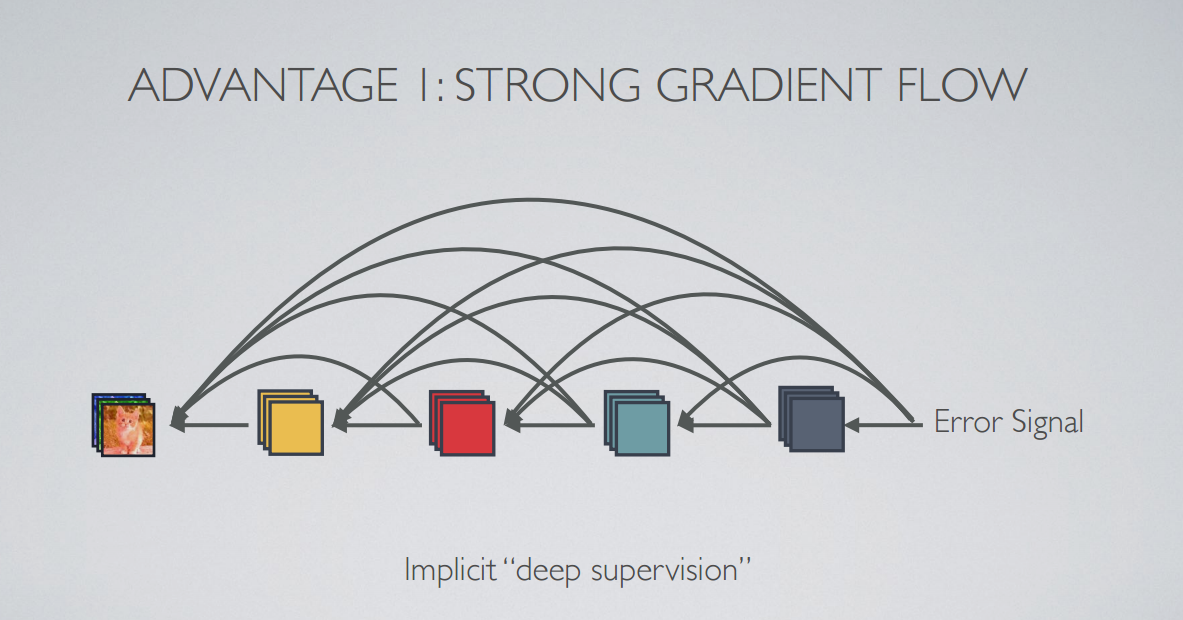 ADVANTAGE 1: STRONG GRADIENT FLOW
Error Signal
Implicit “deep supervision”